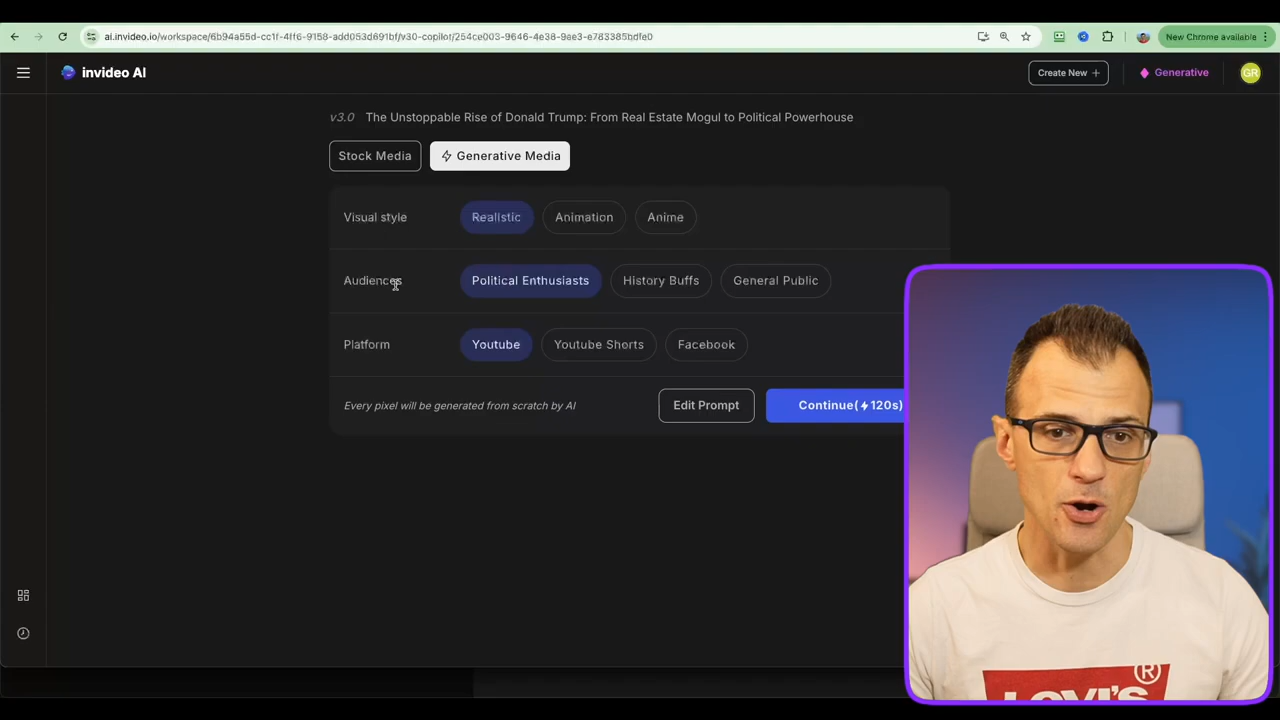 ai.invideo.io/workspace/6b94a55d-cc1f-4ff6-9158-add053d691bf/v30-copilot/254ce003-9646-4e38-9ae3-e783385bdfe0
New Chrome available
invideo AI
Create New +
Generative
GR
v3.0 The Unstoppable Rise of Donald Trump: From Real Estate Mogul to Political Powerhouse
Stock Media
Generative Media
Visual style
Realistic
Animation
Anime
Audiences
Political Enthusiasts
History Buffs
General Public
Platform
Youtube
Youtube Shorts
Facebook
Every pixel will be generated from scratch by AI
Edit Prompt
Continue(120s)
LEVI'S
®